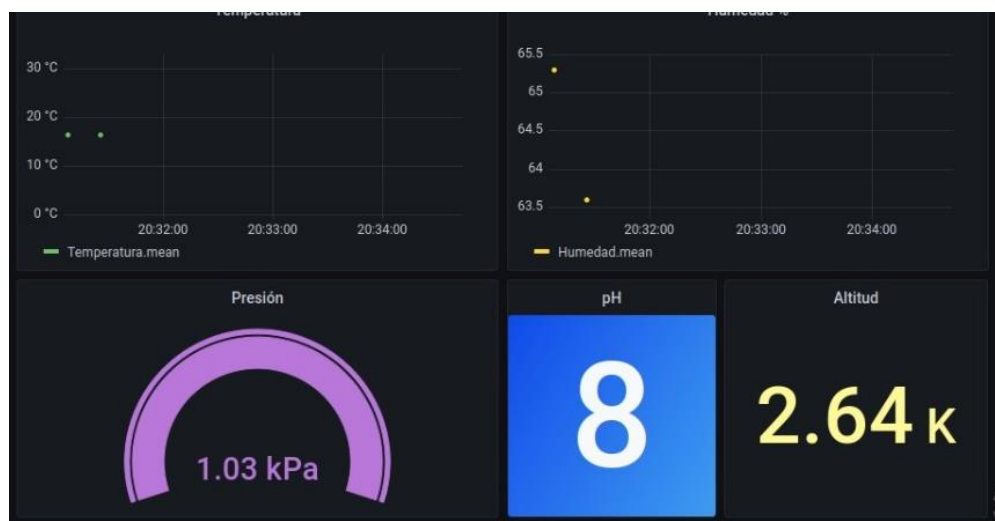 Temperatura
30 °C
20 °C
10 °C
0 °C
20:32:00 20:33:00 20:34:00
Temperatura.mean
Humedad %
65.5
65
64.5
64
63.5
20:32:00 20:33:00 20:34:00
Humedad.mean
Presión
1.03 kPa
pH
8
Altitud
2.64 K